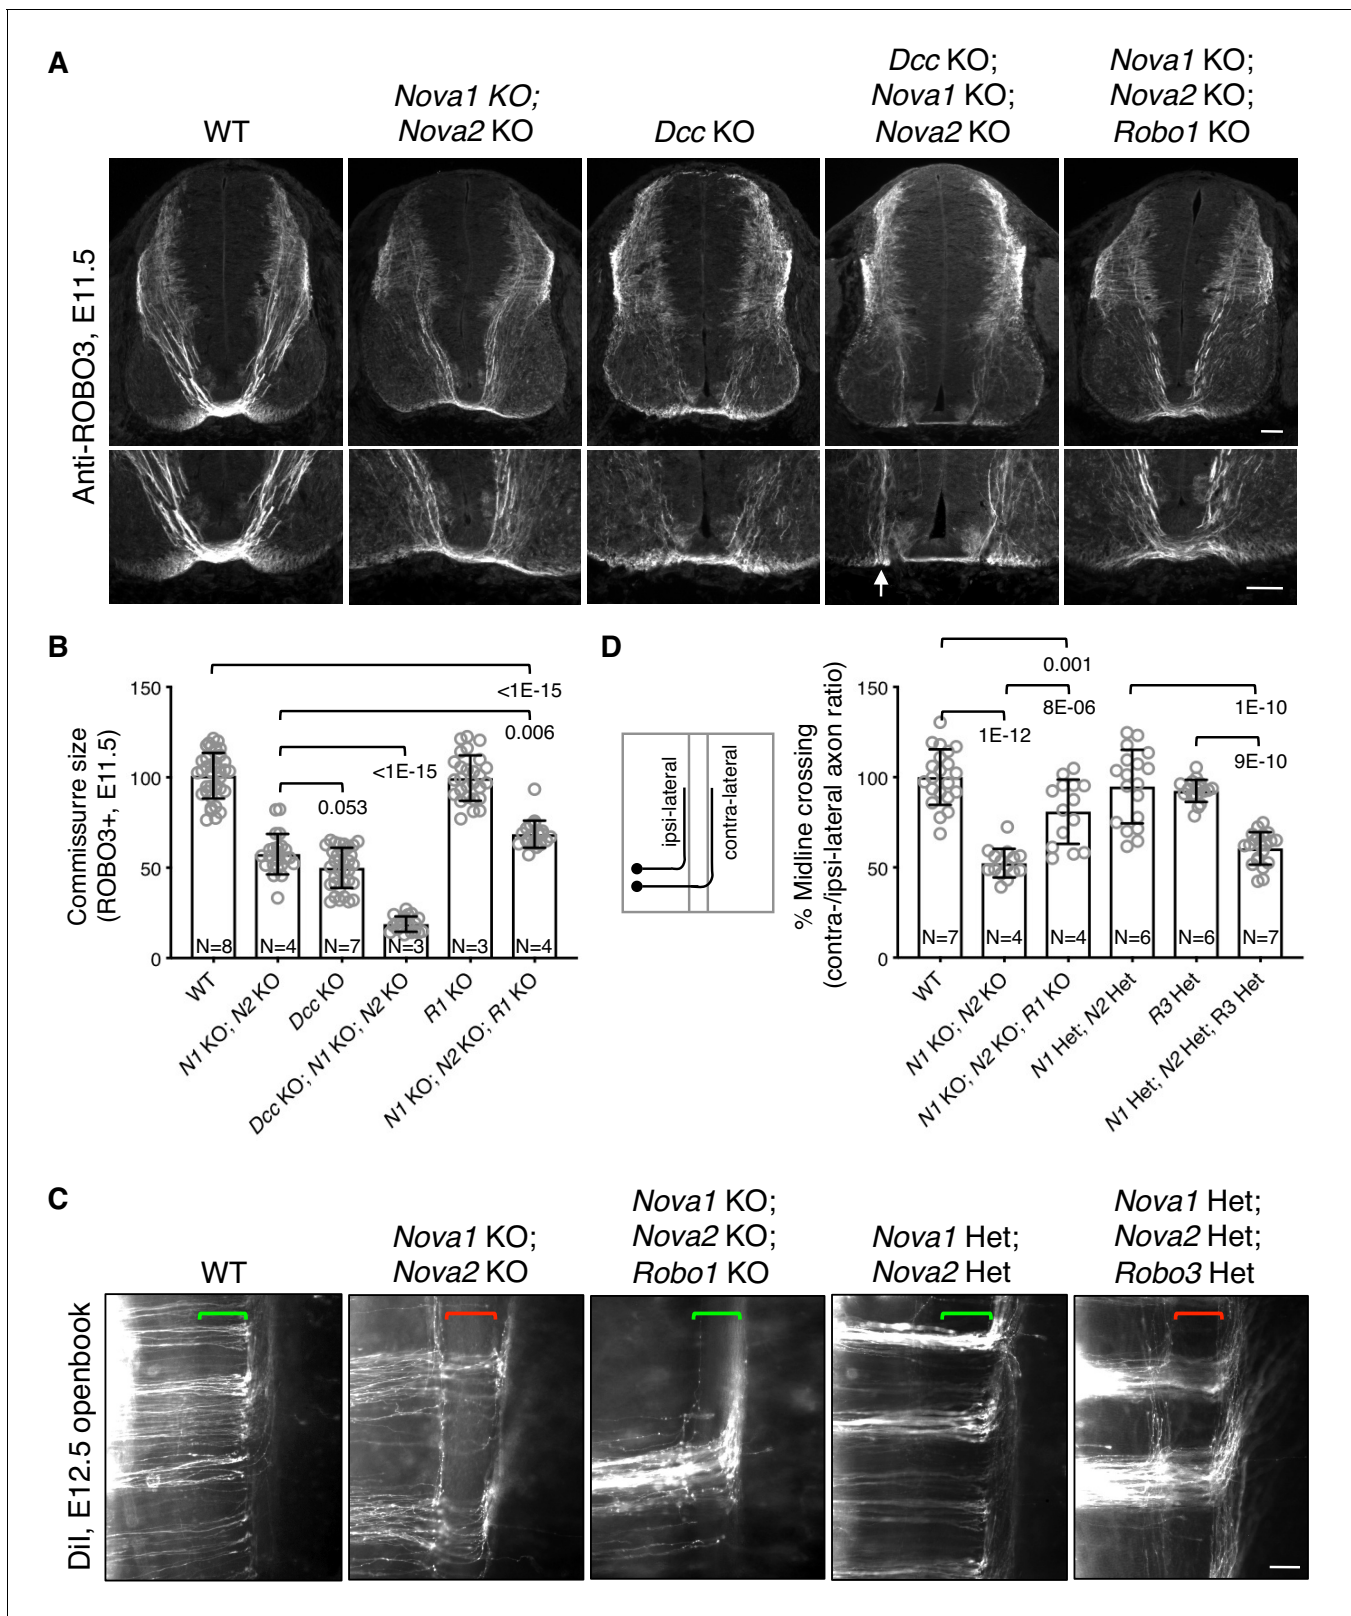 A
WT
Nova1 KO;
Nova2 KO
Dcc KO
Dcc KO;
Nova1 KO;
Nova2 KO
Nova1 KO;
Nova2 KO;
Robo1 KO
Anti-ROBO3, E11.5
B
Commissurre size
(ROBO3+, E11.5)
150
100
50
0
<1E-15
0.006
<1E-15
0.053
N=8
N=4
N=7
N=3
N=3
N=4
WT
N1 KO; N2 KO
Dcc KO
Dcc KO; N1 KO; N2 KO
R1 KO
N1 KO; N2 KO; R1 KO
D
ipsi-lateral
contra-lateral
% Midline crossing
(contra-/ipsi-lateral axon ratio)
150
100
50
0
0.001
8E-06
1E-12
1E-10
9E-10
N=7
N=4
N=4
N=6
N=6
N=7
WT
N1 KO; N2 KO
N1 KO; N2 KO; R1 KO
N1 Het; N2 Het
R3 Het
N1 Het; N2 Het; R3 Het
C
WT
Nova1 KO;
Nova2 KO
Nova1 KO;
Nova2 KO;
Robo1 KO
Nova1 Het;
Nova2 Het
Nova1 Het;
Nova2 Het;
Robo3 Het
DiI, E12.5 openbook